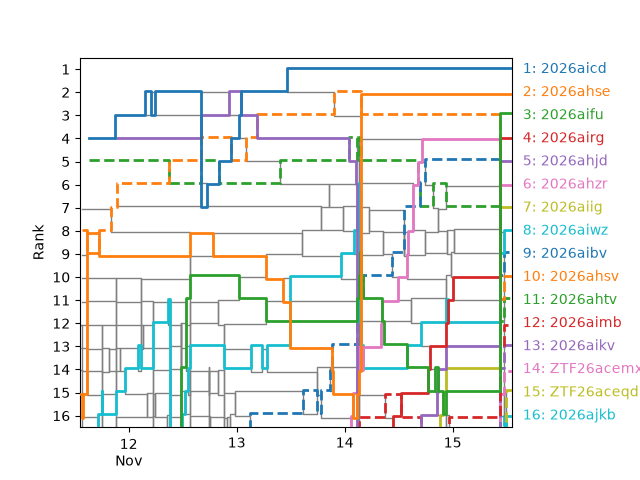 1
2
3
4
5
6
7
8
9
10
11
12
13
14
15
16
Rank
12
13
14
15
Nov
1: 2026aicd
2: 2026ahse
3: 2026aifu
4: 2026airg
5: 2026ahjd
6: 2026ahzr
7: 2026aiig
8: 2026aiwz
9: 2026aibv
10: 2026ahsv
11: 2026ahtv
12: 2026aimb
13: 2026aikv
14: ZTF26acemx
15: ZTF26aceqd
16: 2026ajkb